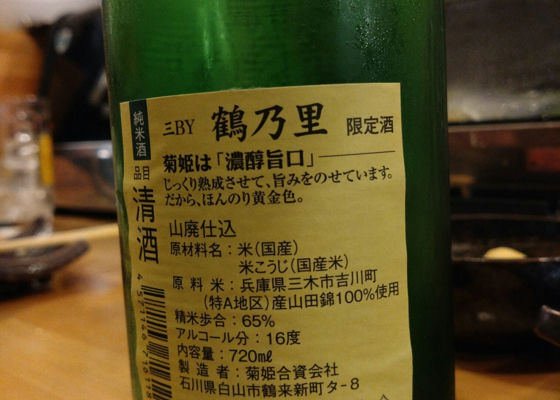 純米酒
三BY 鶴乃里 限定酒
菊姫は「濃醇旨口」
じっくり熟成させて、旨みをのせています。
だから、ほんのり黄金色。
品目 清酒
山廃仕込
原材料名：米（国産）
米こうじ（国産米）
原料米：兵庫県三木市吉川町
（特A地区）産山田錦100%使用
精米歩合：65%
アルコール分：16度
内容量：720mℓ
製造者：菊姫合資会社
石川県白山市鶴来新町タ-8